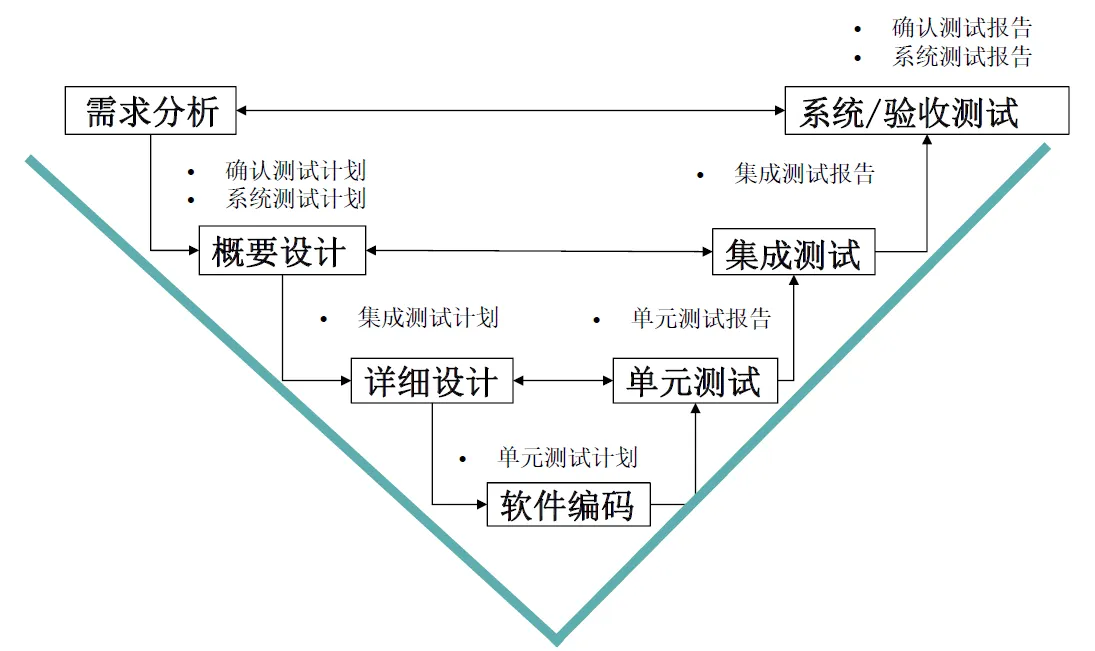 • 确认测试报告
• 系统测试报告
需求分析
系统/验收测试
• 确认测试计划
• 系统测试计划
• 集成测试报告
概要设计
集成测试
• 集成测试计划
• 单元测试报告
详细设计
单元测试
• 单元测试计划
软件编码